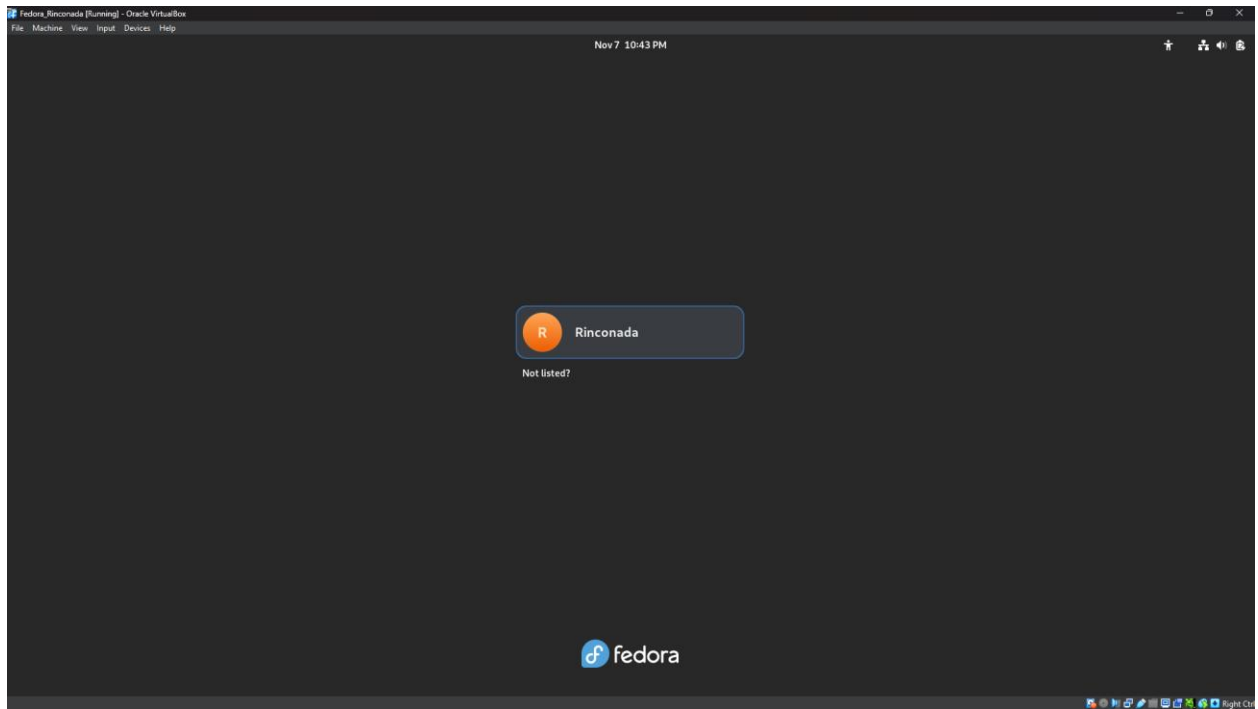 Fedora_Rinconada [Running] - Oracle VirtualBox
File Machine View Input Devices Help
Nov 7 10:43 PM
R
Rinconada
Not listed?
fedora
Right Ctrl